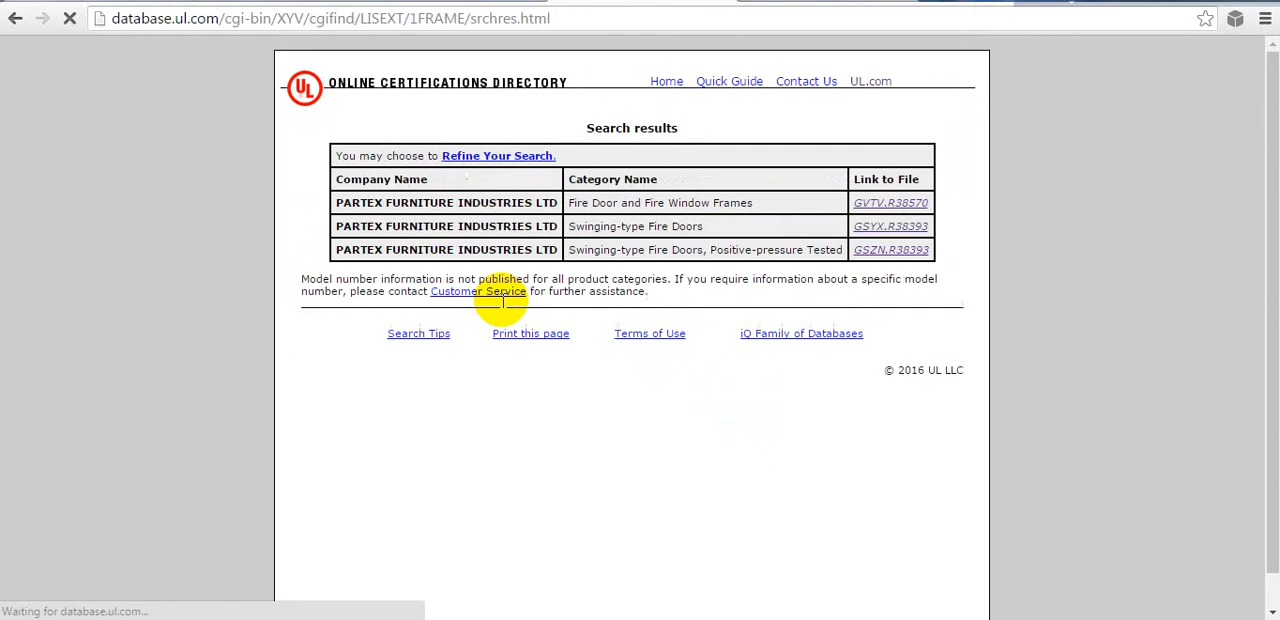 database.ul.com/cgi-bin/XYV/cgifind/LISEXT/1FRAME/srchres.html
UL ONLINE CERTIFICATIONS DIRECTORY Home Quick Guide Contact Us UL.com
Search results
You may choose to Refine Your Search.
Company Name Category Name Link to File
PARTEX FURNITURE INDUSTRIES LTD Fire Door and Fire Window Frames GVTV.R38570
PARTEX FURNITURE INDUSTRIES LTD Swinging-type Fire Doors GSYX.R38393
PARTEX FURNITURE INDUSTRIES LTD Swinging-type Fire Doors, Positive-pressure Tested GSZN.R38393
Model number information is not published for all product categories. If you require information about a specific model
number, please contact Customer Service for further assistance.
Search Tips Print this page Terms of Use iQ Family of Databases
© 2016 UL LLC
Waiting for database.ul.com...